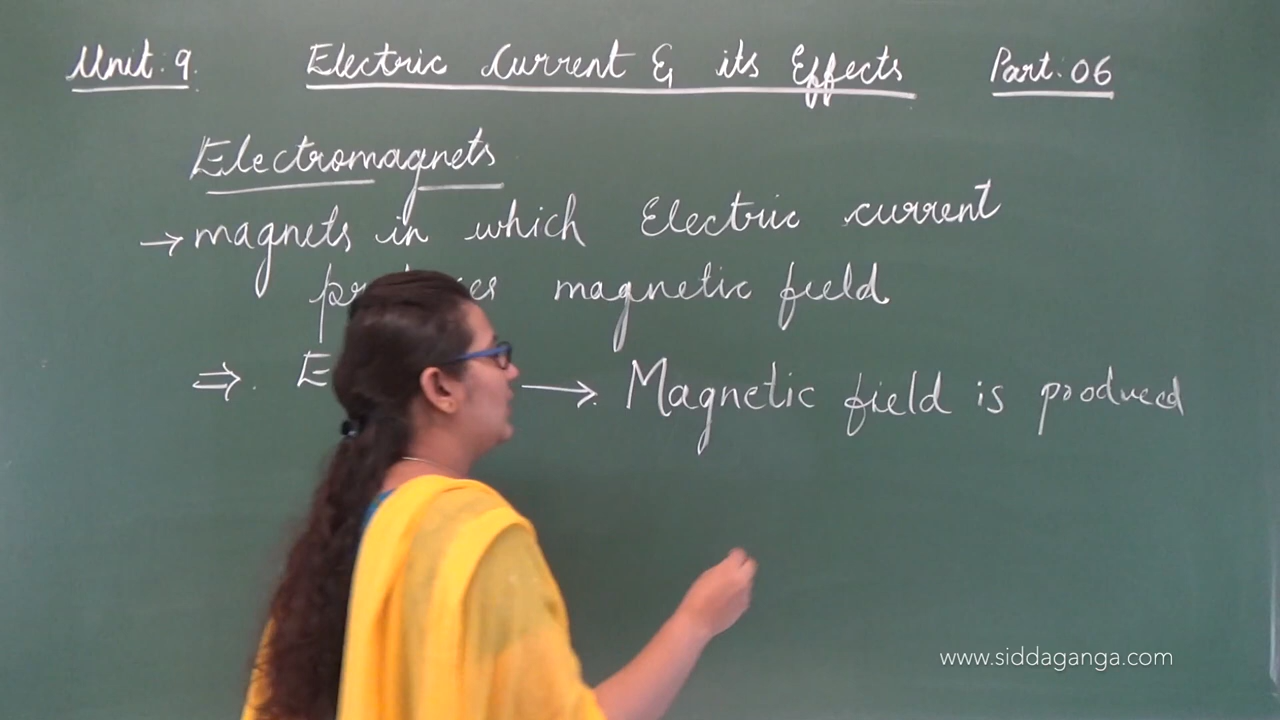 Unit: 9. Electric Current & its Effects Part: 06
Electromagnets
→ magnets in which Electric current
magnetic field
⇒. → Magnetic field is produced
www.siddaganga.com